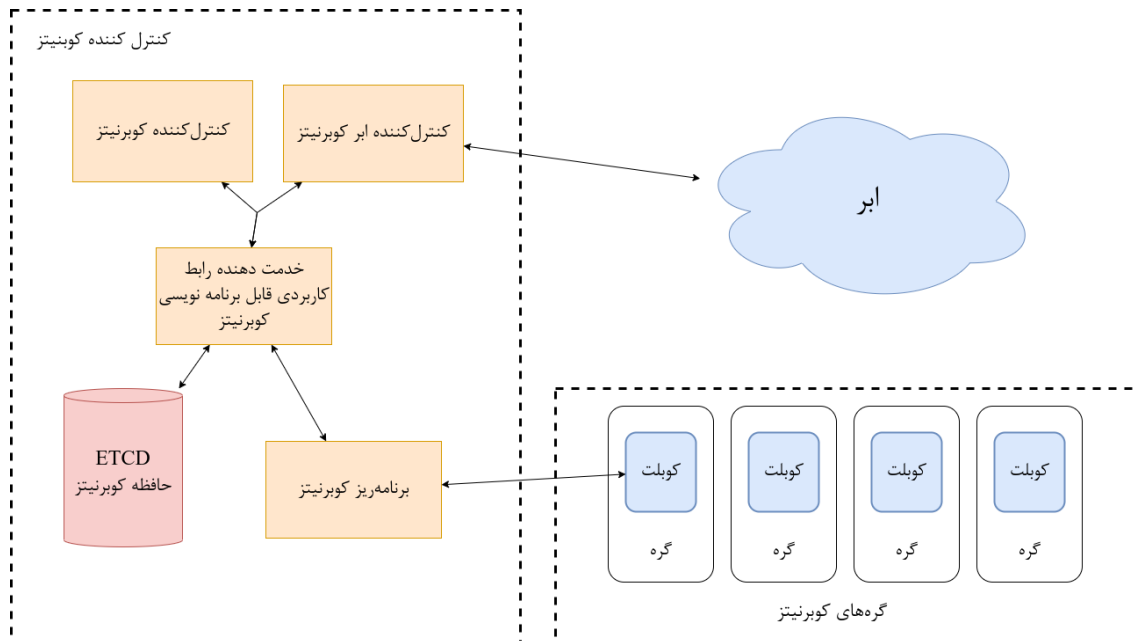 کنترل کننده کوبنیتز
کنترل‌کننده کوبرنیتز
کنترل‌کننده ابر کوبرنیتز
ابر
خدمت دهنده رابط
کاربردی قابل برنامه نویسی
کوبرنیتز
ETCD
حافظه کوبرنیتز
برنامه‌ریز کوبرنیتز
کوبلت
کوبلت
کوبلت
کوبلت
گره
گره
گره
گره
گره‌های کوبرنیتز